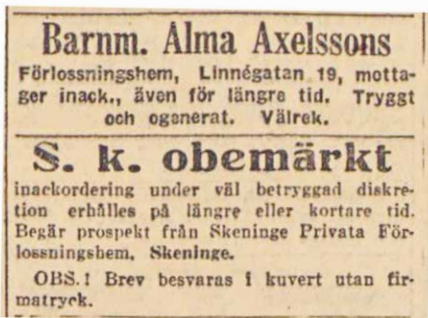 Barnm. Alma Axelssons
Förlossningshem, Linnégatan 19, motta-
ger inack., även för längre tid. Tryggt
och ogenerat. Välrek.
S. k. obemärkt
inackordering under väl betryggad diskre-
tion erhålles på längre eller kortare tid.
Begär prospekt från Skeninge Privata För-
lossningshem, Skeninge.
OBS.! Brev besvaras i kuvert utan fir-
matryck.